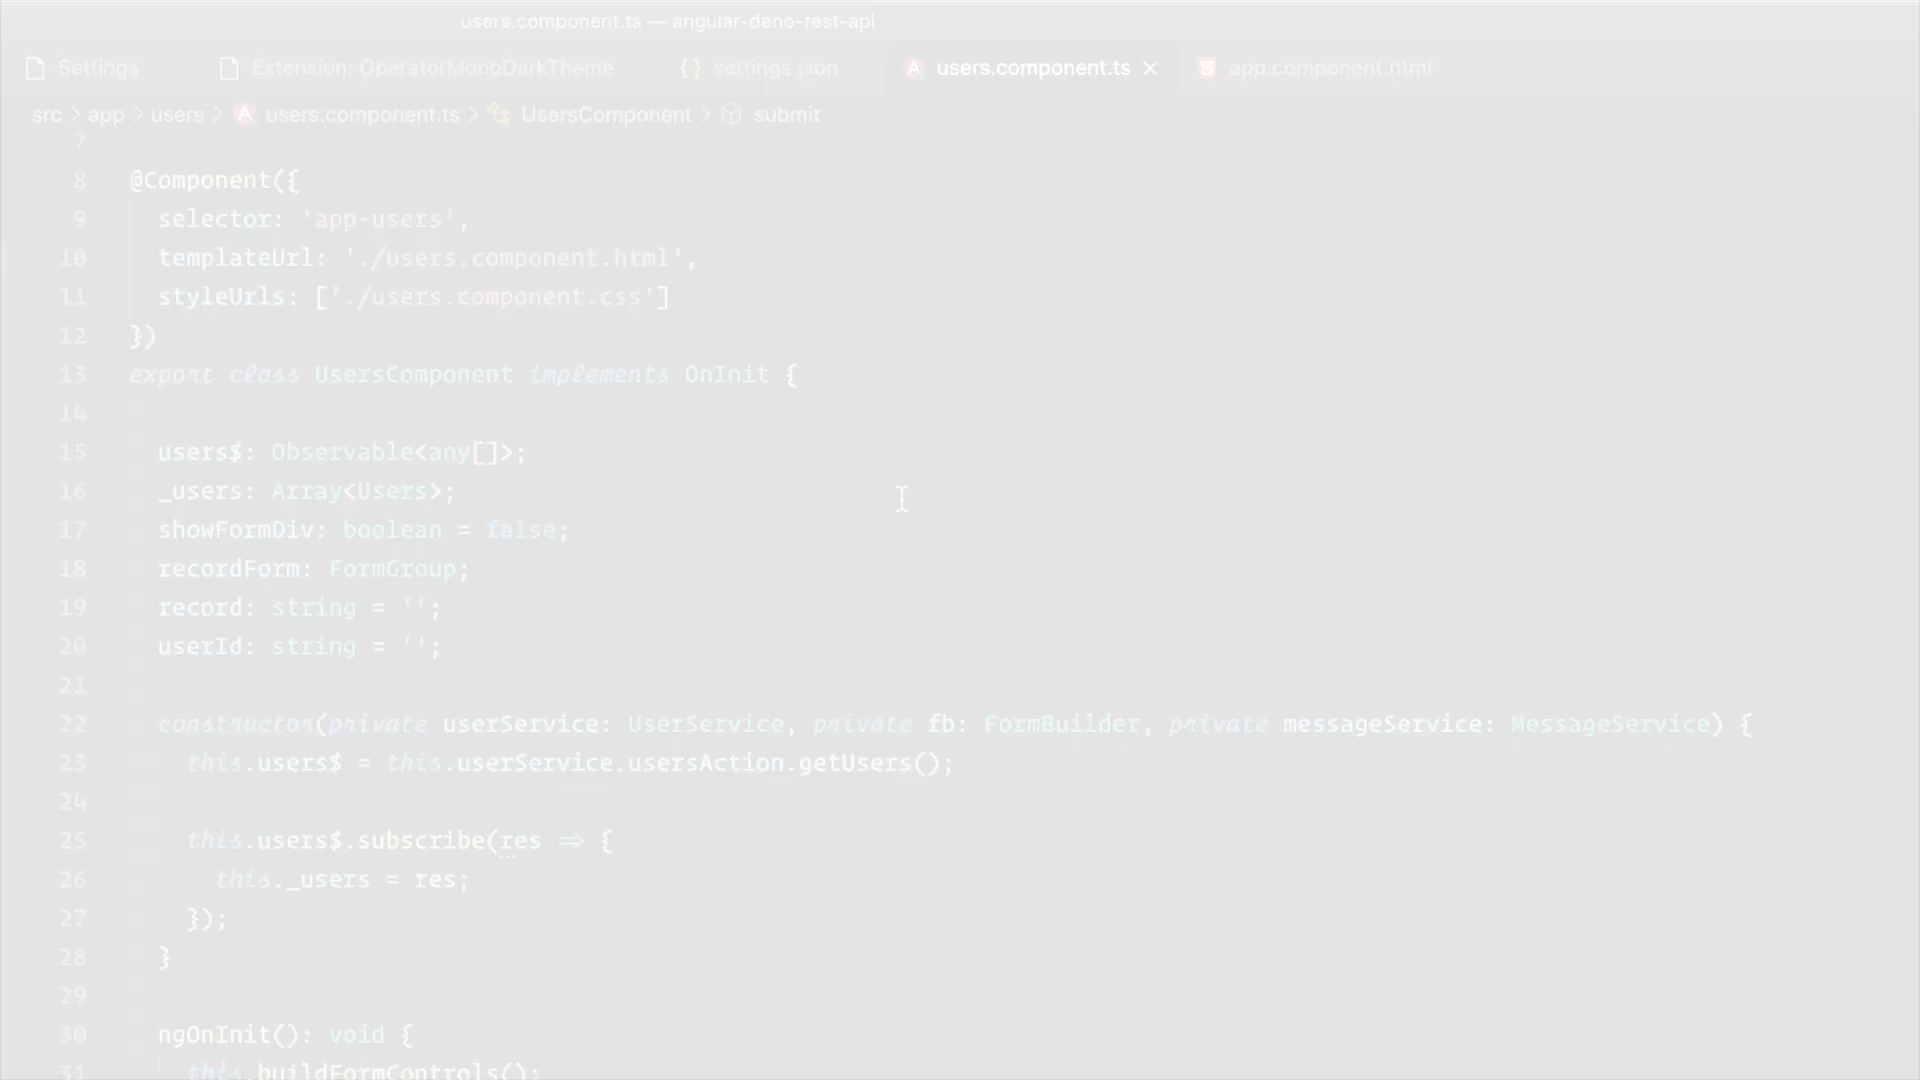 users.component.ts — angular-deno-rest-api
Settings Extension: OperatorMonoDarkTheme {} settings.json users.component.ts × app.component.html
src > app > users > users.component.ts > UsersComponent > submit
7
8 @Component({
9 selector: 'app-users',
10 templateUrl: './users.component.html',
11 styleUrls: ['./users.component.css']
12 })
13 export class UsersComponent implements OnInit {
14
15 users$: Observable<any[]>;
16 _users: Array<Users>;
17 showFormDiv: boolean = false;
18 recordForm: FormGroup;
19 record: string = '';
20 userId: string = '';
21
22 constructor(private userService: UserService, private fb: FormBuilder, private messageService: MessageService) {
23 this.users$ = this.userService.usersAction.getUsers();
24
25 this.users$.subscribe(res => {
26 this._users = res;
27 });
28 }
29
30 ngOnInit(): void {
31 this.buildFormControls();